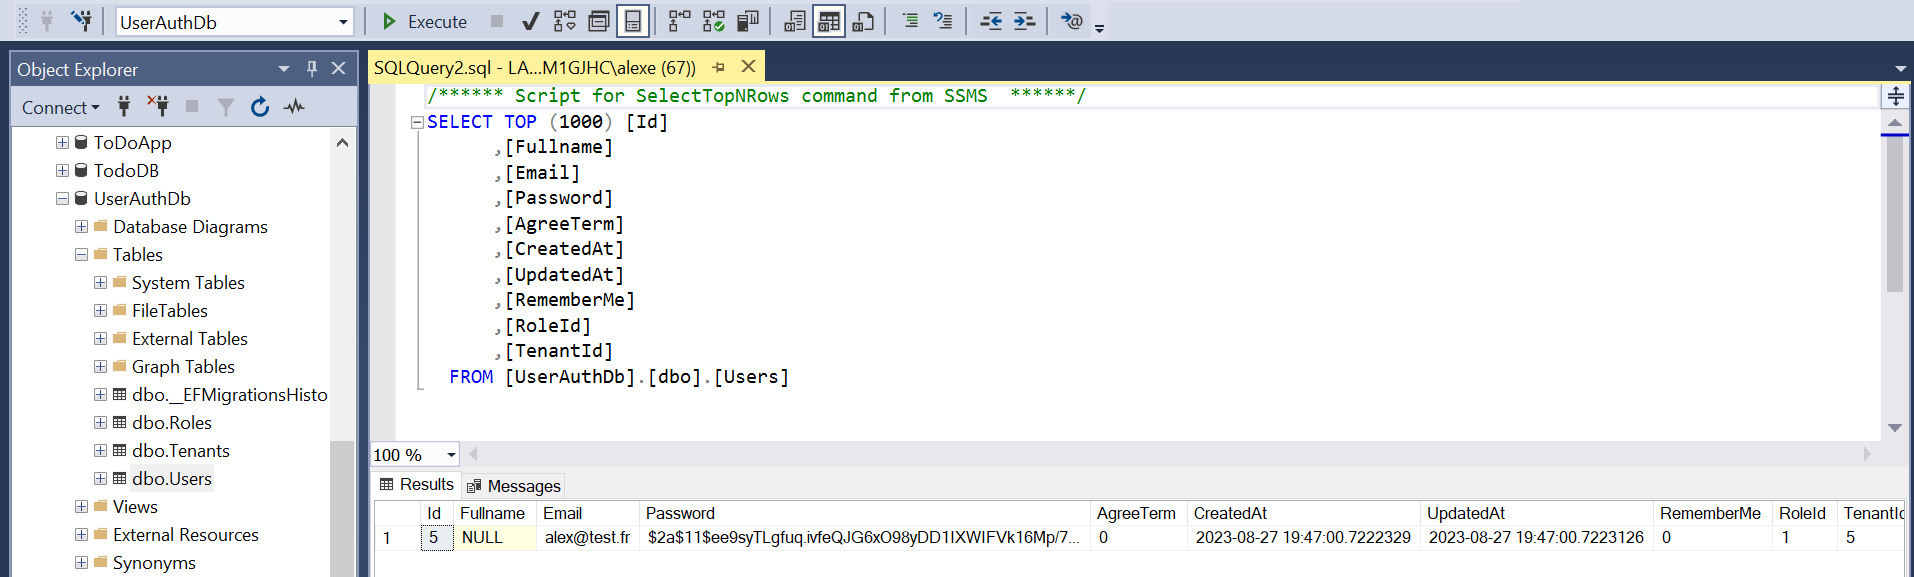 UserAuthDb
Execute
Object Explorer
SQLQuery2.sql - LA...M1GJHC\alexe (67))
Connect
ToDoApp
TodoDB
UserAuthDb
Database Diagrams
Tables
System Tables
FileTables
External Tables
Graph Tables
dbo.__EFMigrationsHisto
dbo.Roles
dbo.Tenants
dbo.Users
Views
External Resources
Synonyms
/****** Script for SelectTopNRows command from SSMS  ******/
SELECT TOP (1000) [Id]
,[Fullname]
,[Email]
,[Password]
,[AgreeTerm]
,[CreatedAt]
,[UpdatedAt]
,[RememberMe]
,[RoleId]
,[TenantId]
FROM [UserAuthDb].[dbo].[Users]
100 %
Results Messages
Id Fullname Email Password AgreeTerm CreatedAt UpdatedAt RememberMe RoleId TenantId
1 5 NULL alex@test.fr $2a$11$ee9syTLgfuq.ivfeQJG6xO98yDD1IXWIFVk16Mp/7... 0 2023-08-27 19:47:00.7222329 2023-08-27 19:47:00.7223126 0 1 5